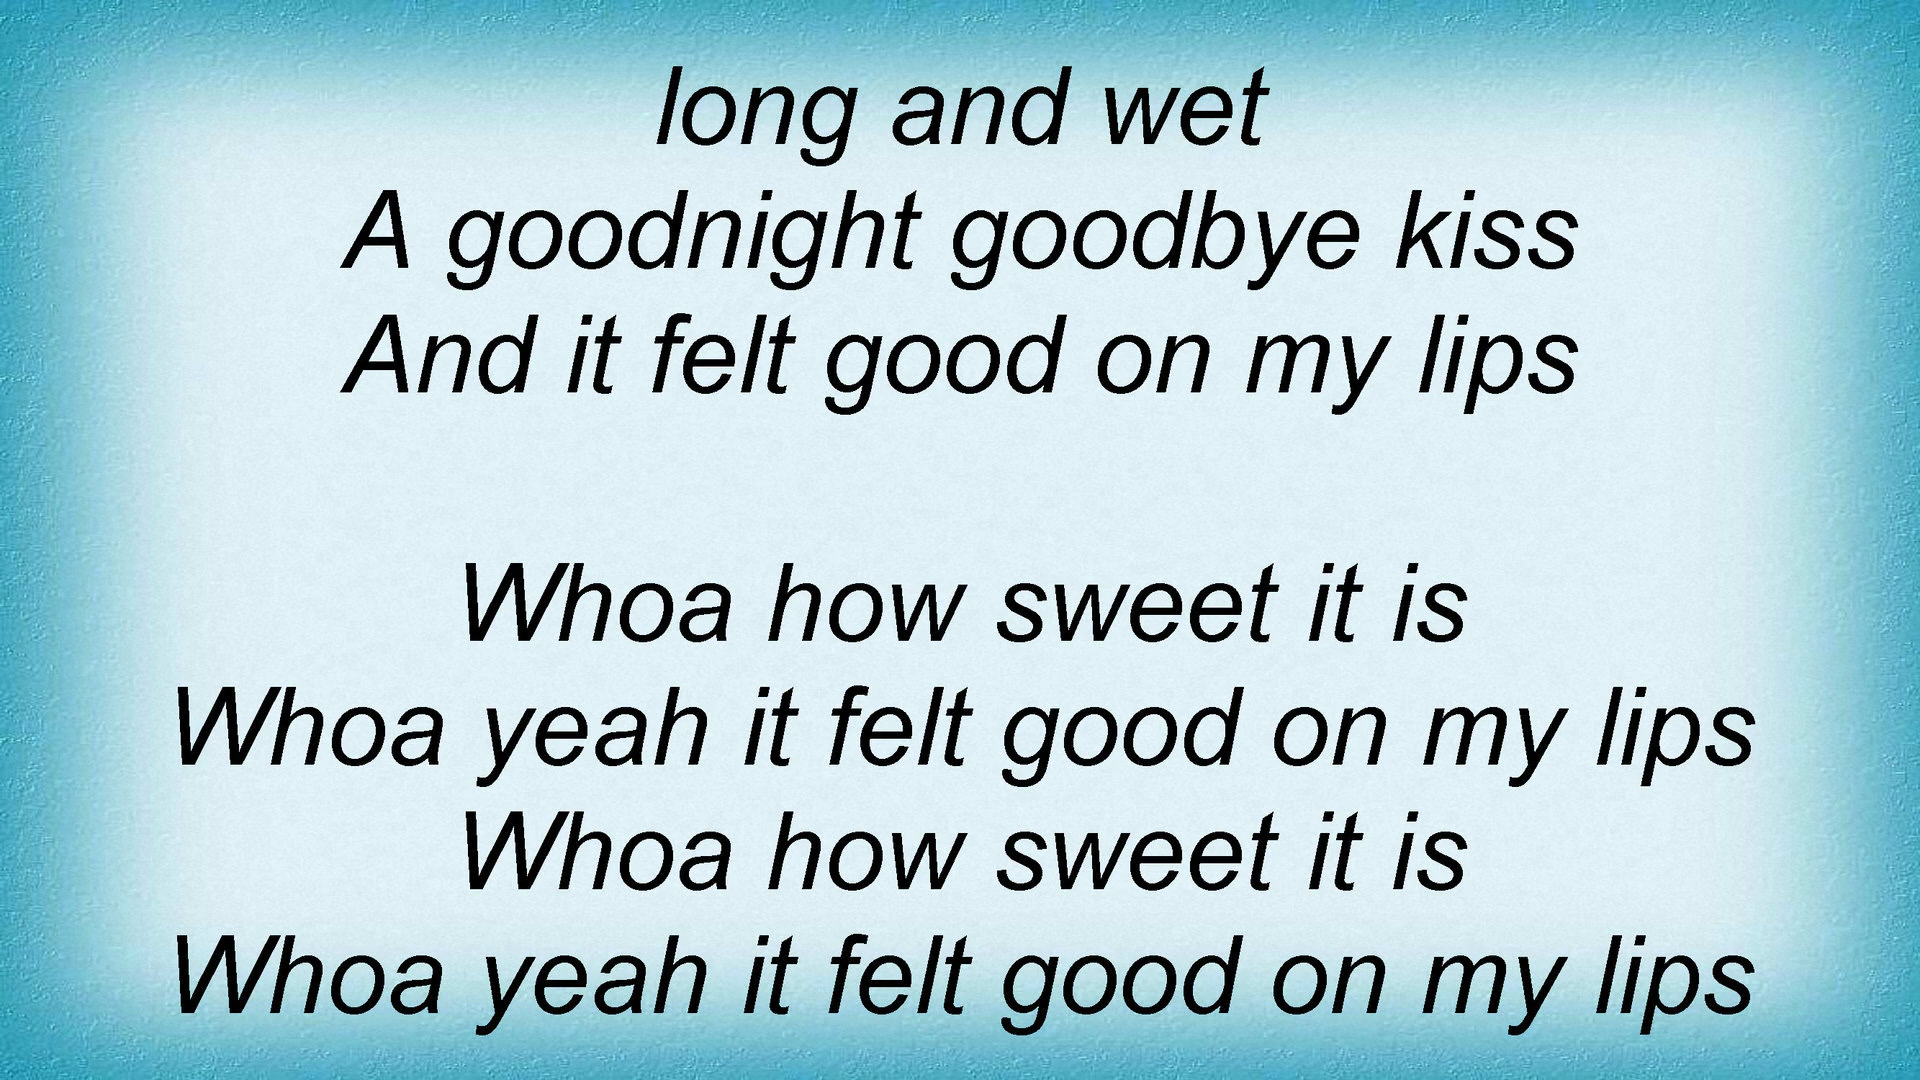 long and wet
A goodnight goodbye kiss
And it felt good on my lips
Whoa how sweet it is
Whoa yeah it felt good on my lips
Whoa how sweet it is
Whoa yeah it felt good on my lips